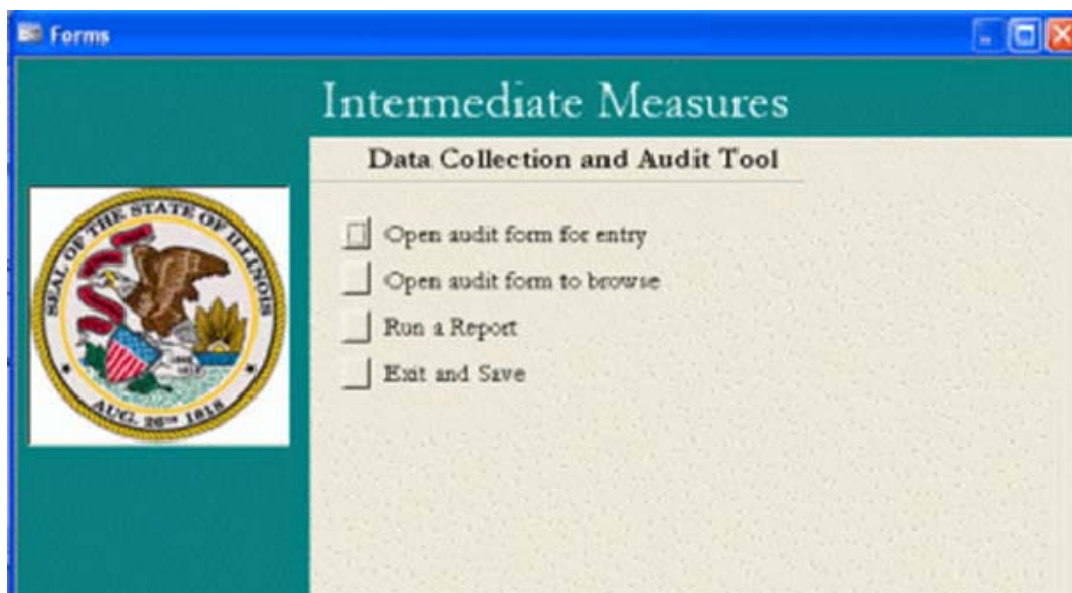 Forms
Intermediate Measures
Data Collection and Audit Tool
SEAL OF THE STATE OF ILLINOIS
AUG. 26TH 1818
Open audit form for entry
Open audit form to browse
Run a Report
Exit and Save